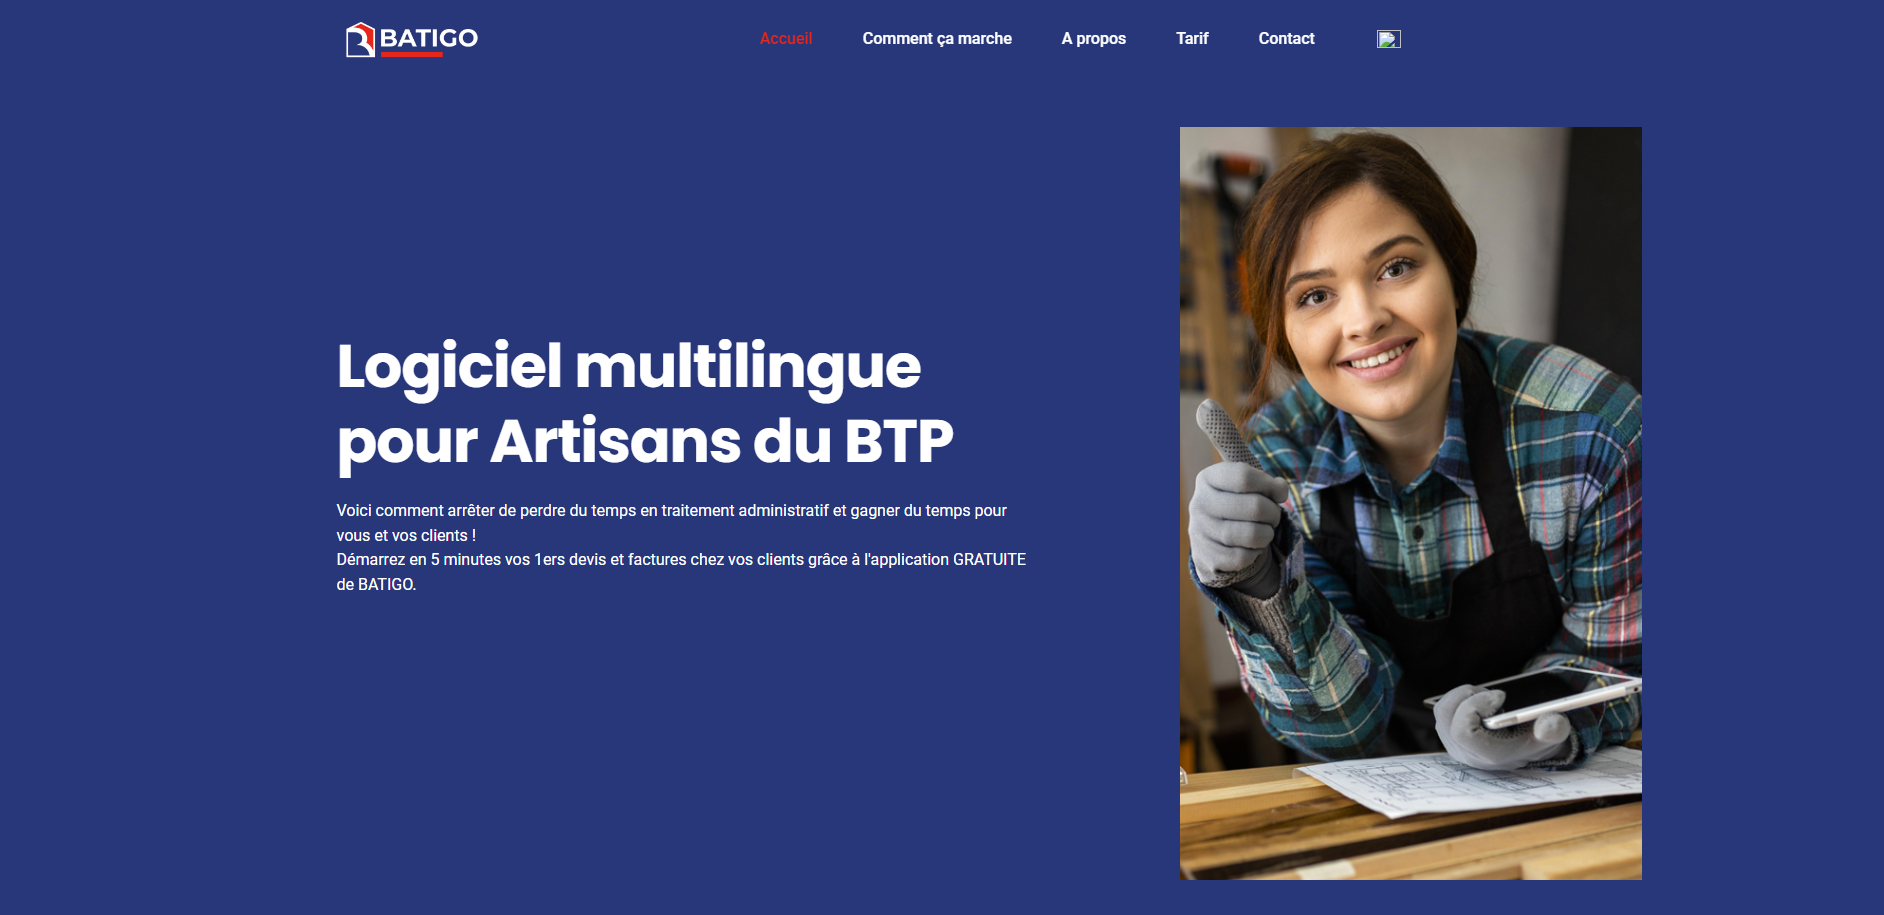 BATIGO
Accueil Comment ça marche A propos Tarif Contact
Logiciel multilingue
pour Artisans du BTP
Voici comment arrêter de perdre du temps en traitement administratif et gagner du temps pour
vous et vos clients !
Démarrez en 5 minutes vos 1ers devis et factures chez vos clients grâce à l'application GRATUITE
de BATIGO.